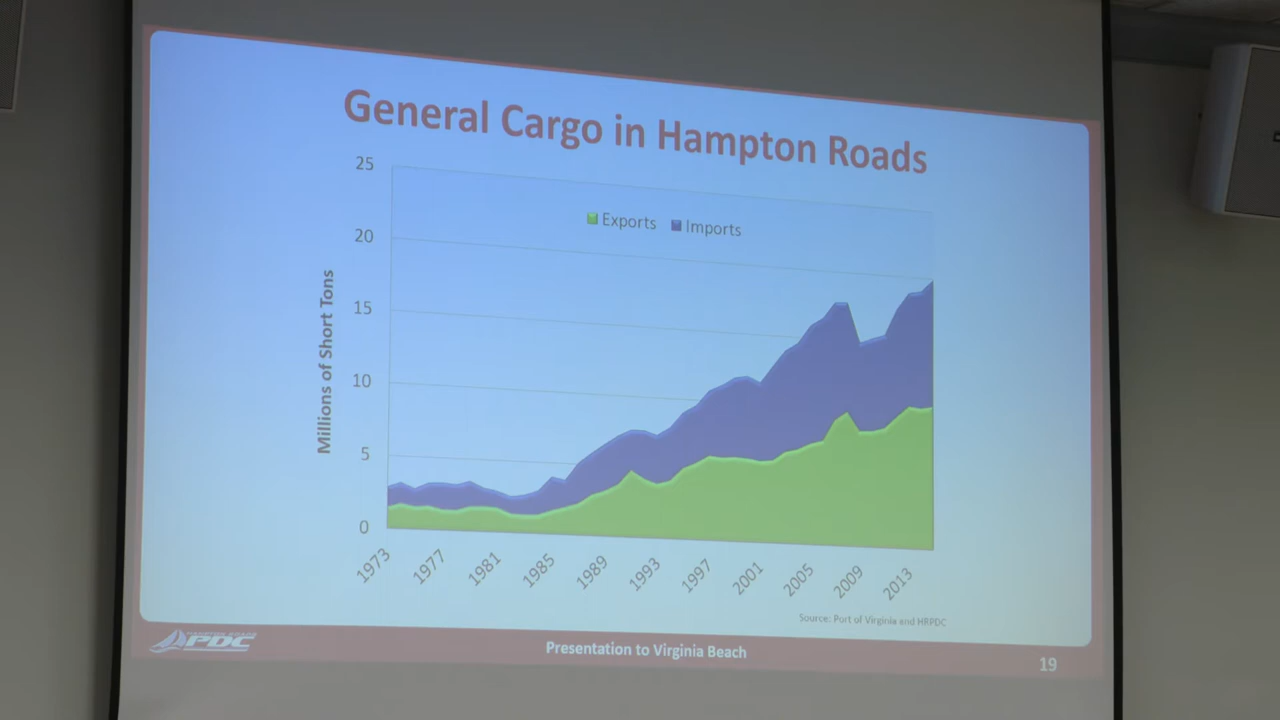 General Cargo in Hampton Roads
25
Exports Imports
20
15
10
5
0
Millions of Short Tons
1973 1977 1981 1985 1989 1993 1997 2001 2005 2009 2013
Source: Port of Virginia and HRPDC
HAMPTON ROADS
PDC
Presentation to Virginia Beach
19